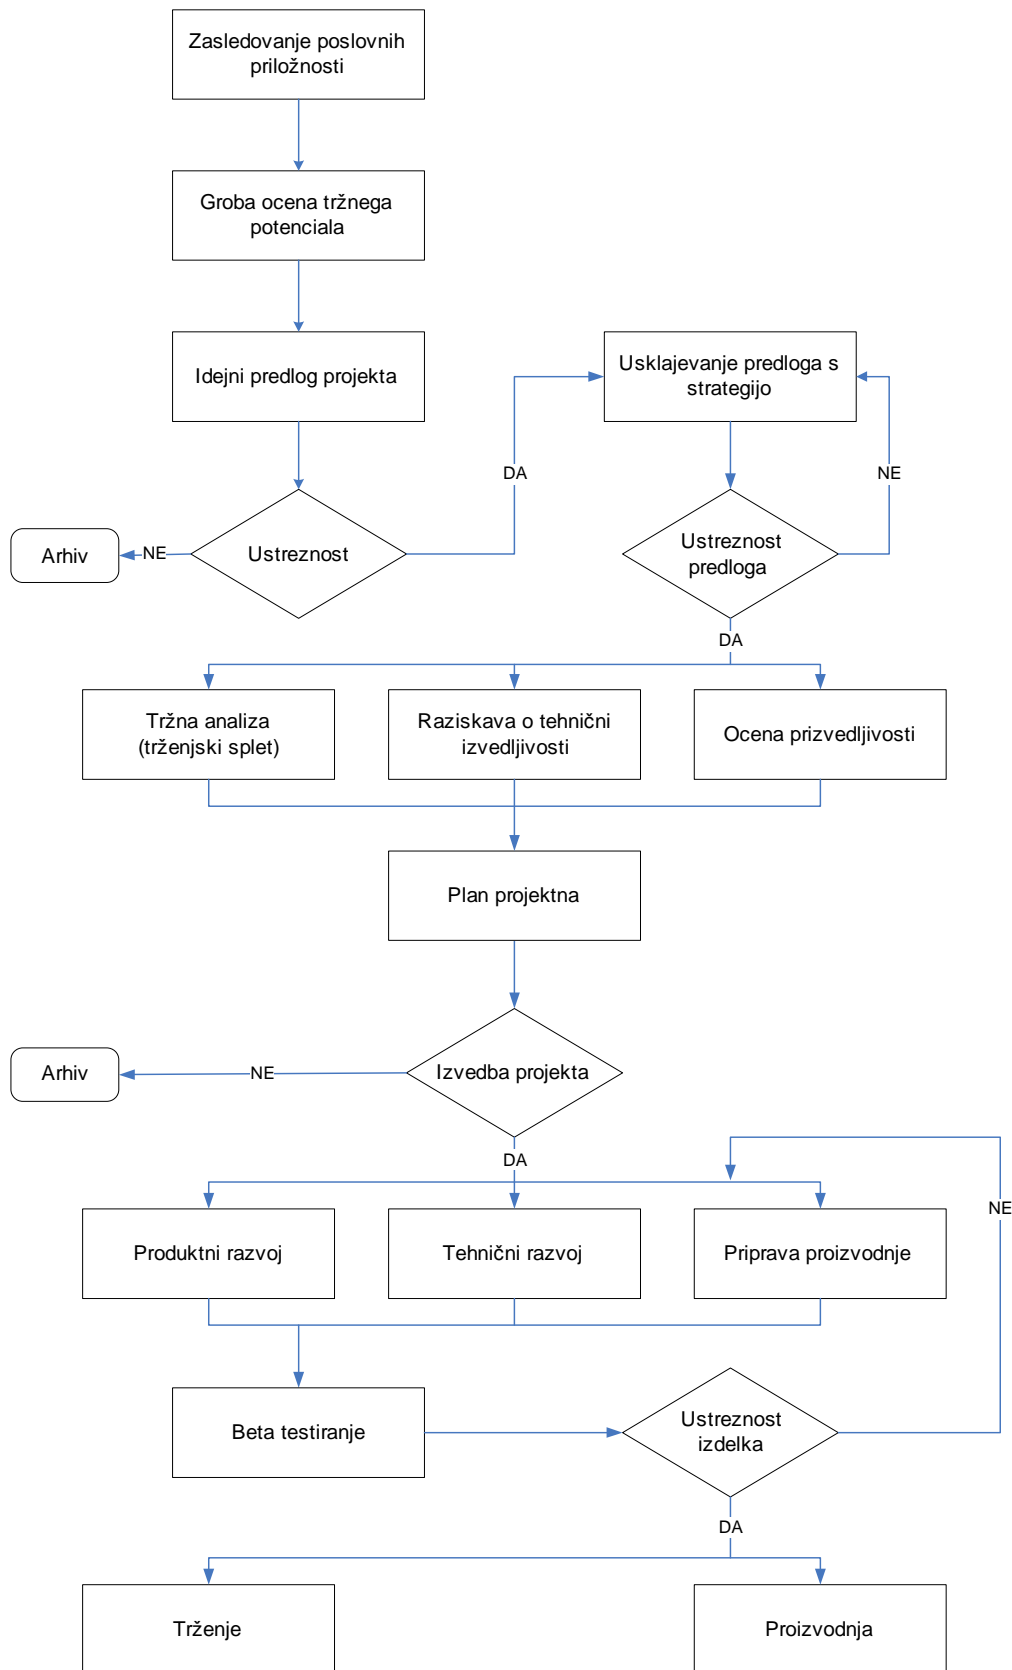 Zasledovanje poslovnih
priložnosti
Groba ocena tržnega
potenciala
Idejni predlog projekta
Usklajevanje predloga s
strategijo
DA
NE
Arhiv
NE
Ustreznost
Ustreznost
predloga
DA
Tržna analiza
(trženjski splet)
Raziskava o tehnični
izvedljivosti
Ocena prizvedljivosti
Plan projektna
Arhiv
NE
Izvedba projekta
DA
NE
Produktni razvoj
Tehnični razvoj
Priprava proizvodnje
Beta testiranje
Ustreznost
izdelka
DA
Trženje
Proizvodnja